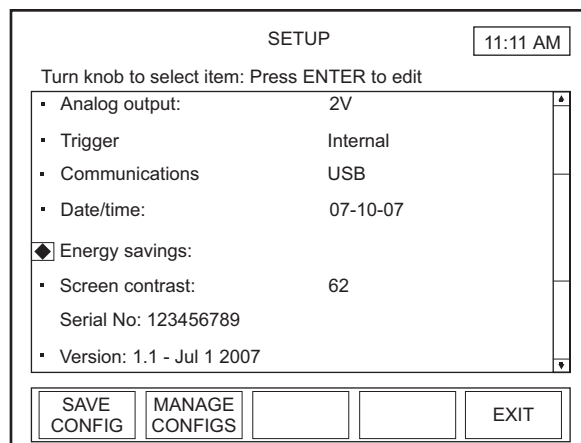 SETUP
11:11 AM
Turn knob to select item: Press ENTER to edit
Analog output: 2V
Trigger Internal
Communications USB
Date/time: 07-10-07
Energy savings:
Screen contrast: 62
Serial No: 123456789
Version: 1.1 - Jul 1 2007
SAVE CONFIG
MANAGE CONFIGS
EXIT